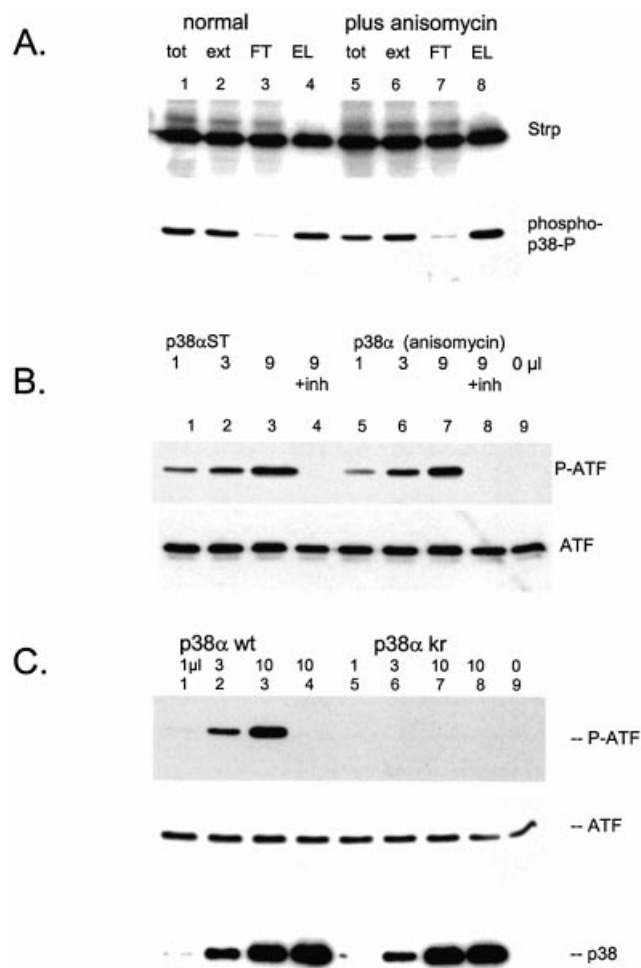 A.
normal plus anisomycin
tot ext FT EL tot ext FT EL
1 2 3 4 5 6 7 8
Strp
phospho-
p38-P
B.
p38αST p38α (anisomycin)
1 3 9 9 1 3 9 9 0 µl
+inh +inh
1 2 3 4 5 6 7 8 9
P-ATF
ATF
C.
p38α wt p38α kr
1µl 3 10 10 1 3 10 10 0
1 2 3 4 5 6 7 8 9
-- P-ATF
-- ATF
-- p38